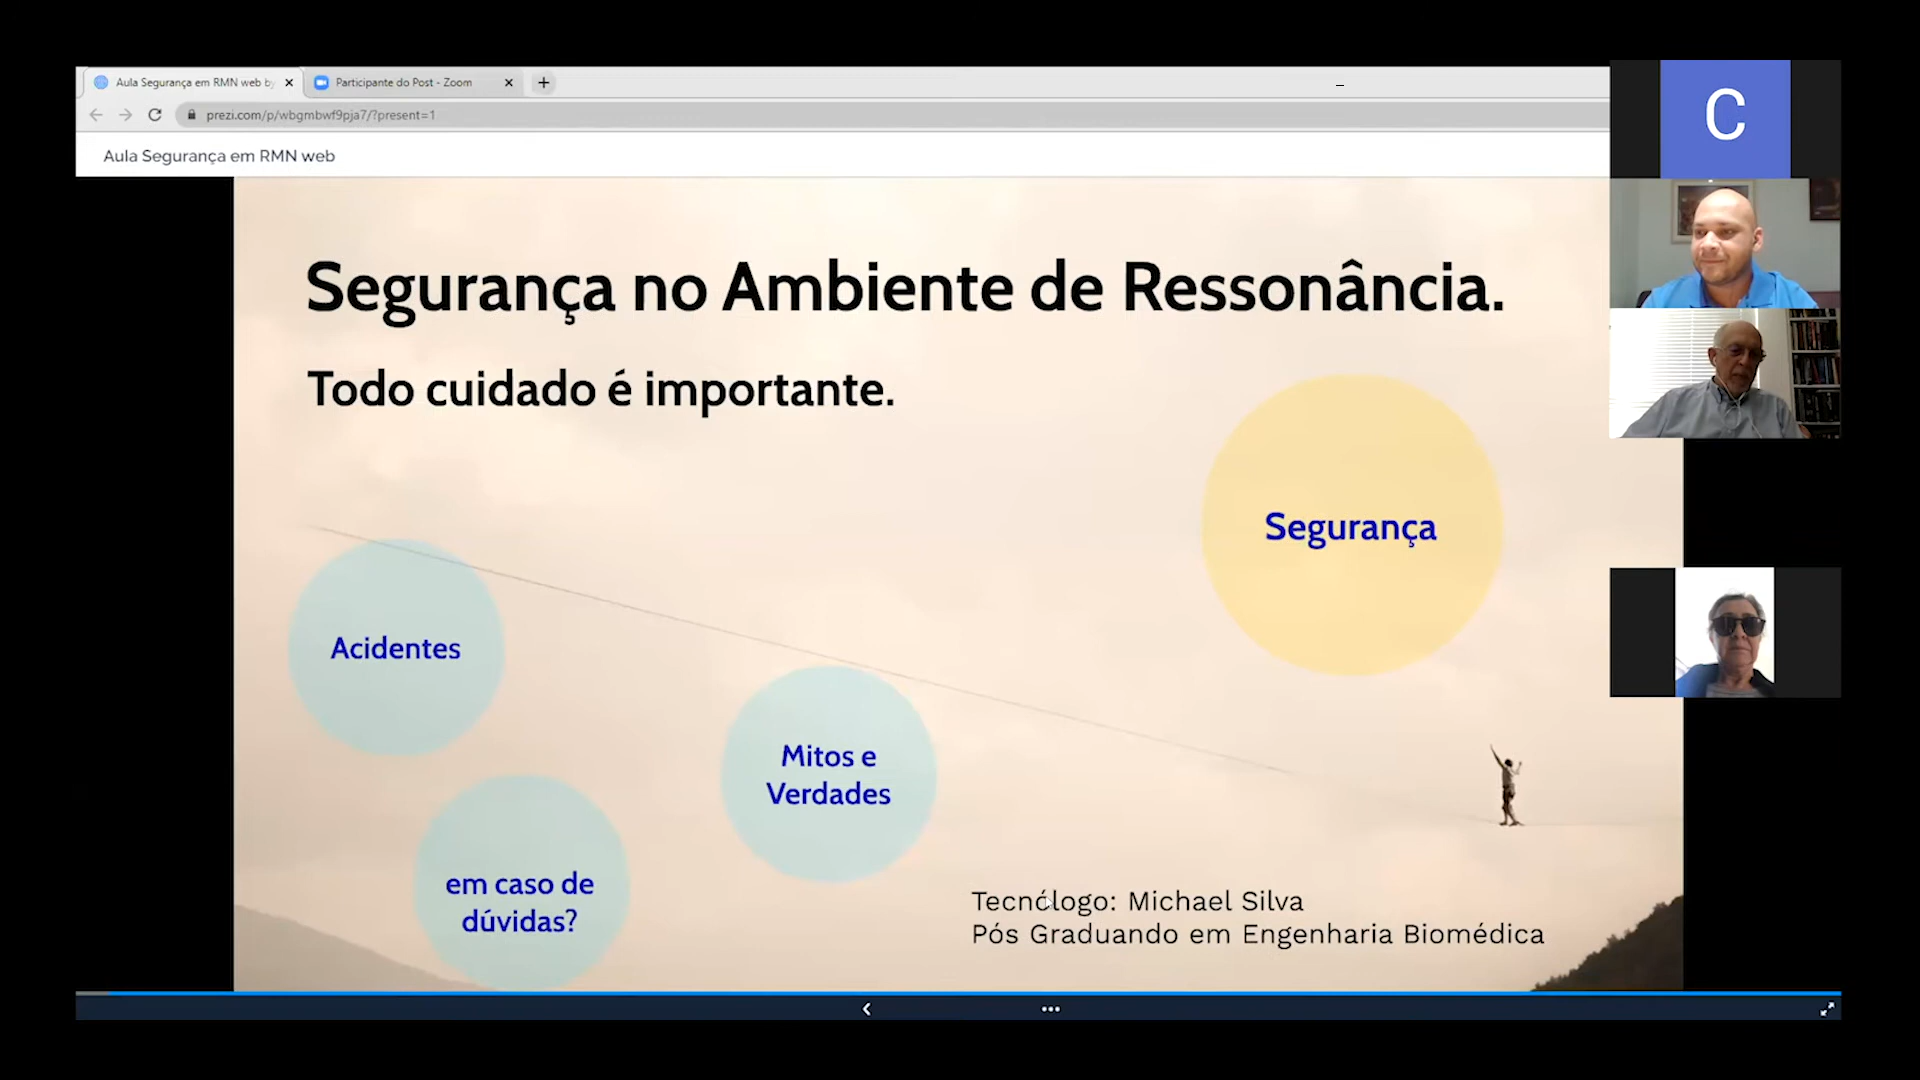 Aula Segurança em RMN web by
Participante do Post - Zoom
prezi.com/p/wbgmbwf9pja7/?present=1
Aula Segurança em RMN web
C
Segurança no Ambiente de Ressonância.
Todo cuidado é importante.
Segurança
Acidentes
Mitos e
Verdades
em caso de
dúvidas?
Tecnólogo: Michael Silva
Pós Graduando em Engenharia Biomédica